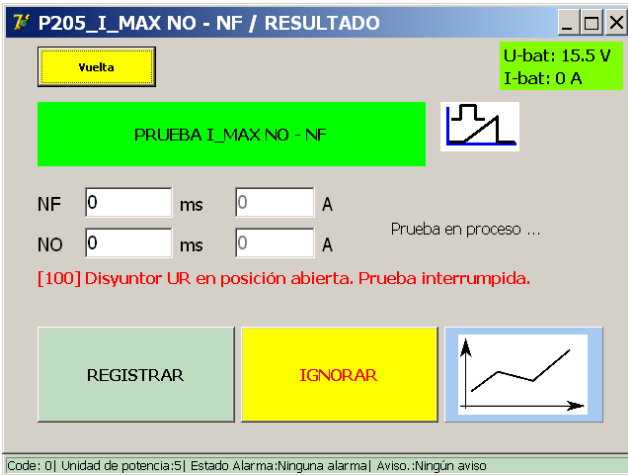 P205_I_MAX NO - NF / RESULTADO
Vuelta
U-bat: 15.5 V
I-bat: 0 A
PRUEBA I_MAX NO - NF
NF 0 ms 0 A
Prueba en proceso ...
NO 0 ms 0 A
[100] Disyuntor UR en posición abierta. Prueba interrumpida.
REGISTRAR
IGNORAR
Code: 0| Unidad de potencia:5| Estado Alarma:Ninguna alarma| Aviso.:Ningún aviso